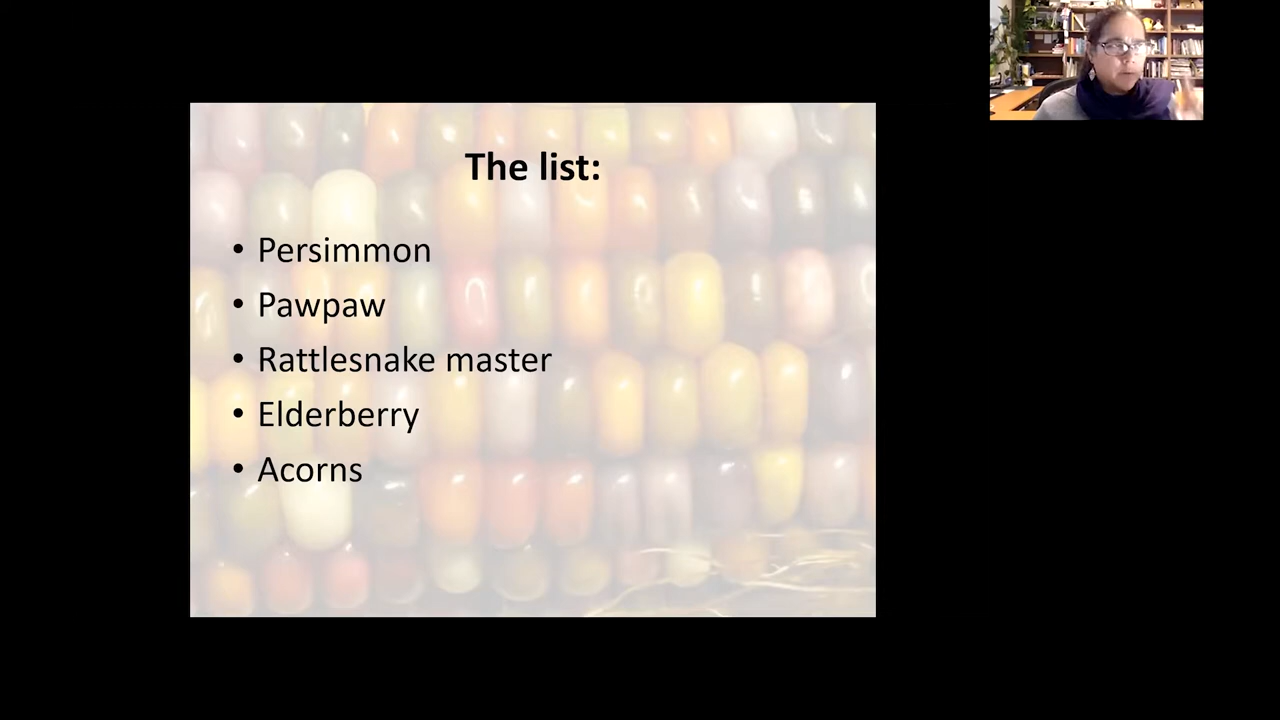 The list:
• Persimmon
• Pawpaw
• Rattlesnake master
• Elderberry
• Acorns